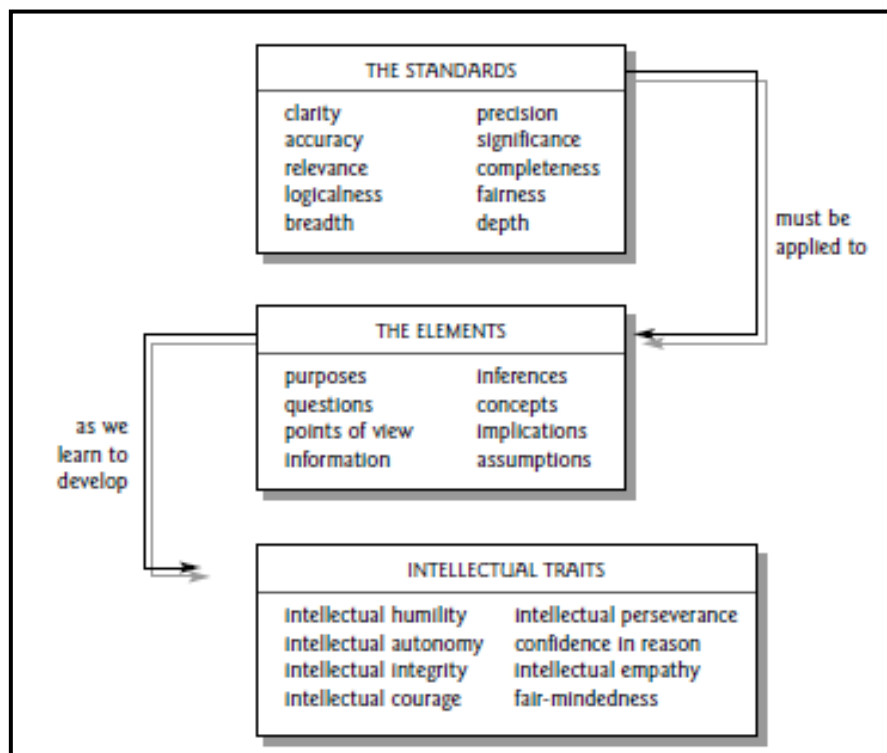 THE STANDARDS
clarity precision
accuracy significance
relevance completeness
logicalness fairness
breadth depth
must be
applied to
THE ELEMENTS
purposes inferences
questions concepts
points of view implications
information assumptions
as we
learn to
develop
INTELLECTUAL TRAITS
intellectual humility intellectual perseverance
intellectual autonomy confidence in reason
intellectual integrity intellectual empathy
intellectual courage fair-mindedness